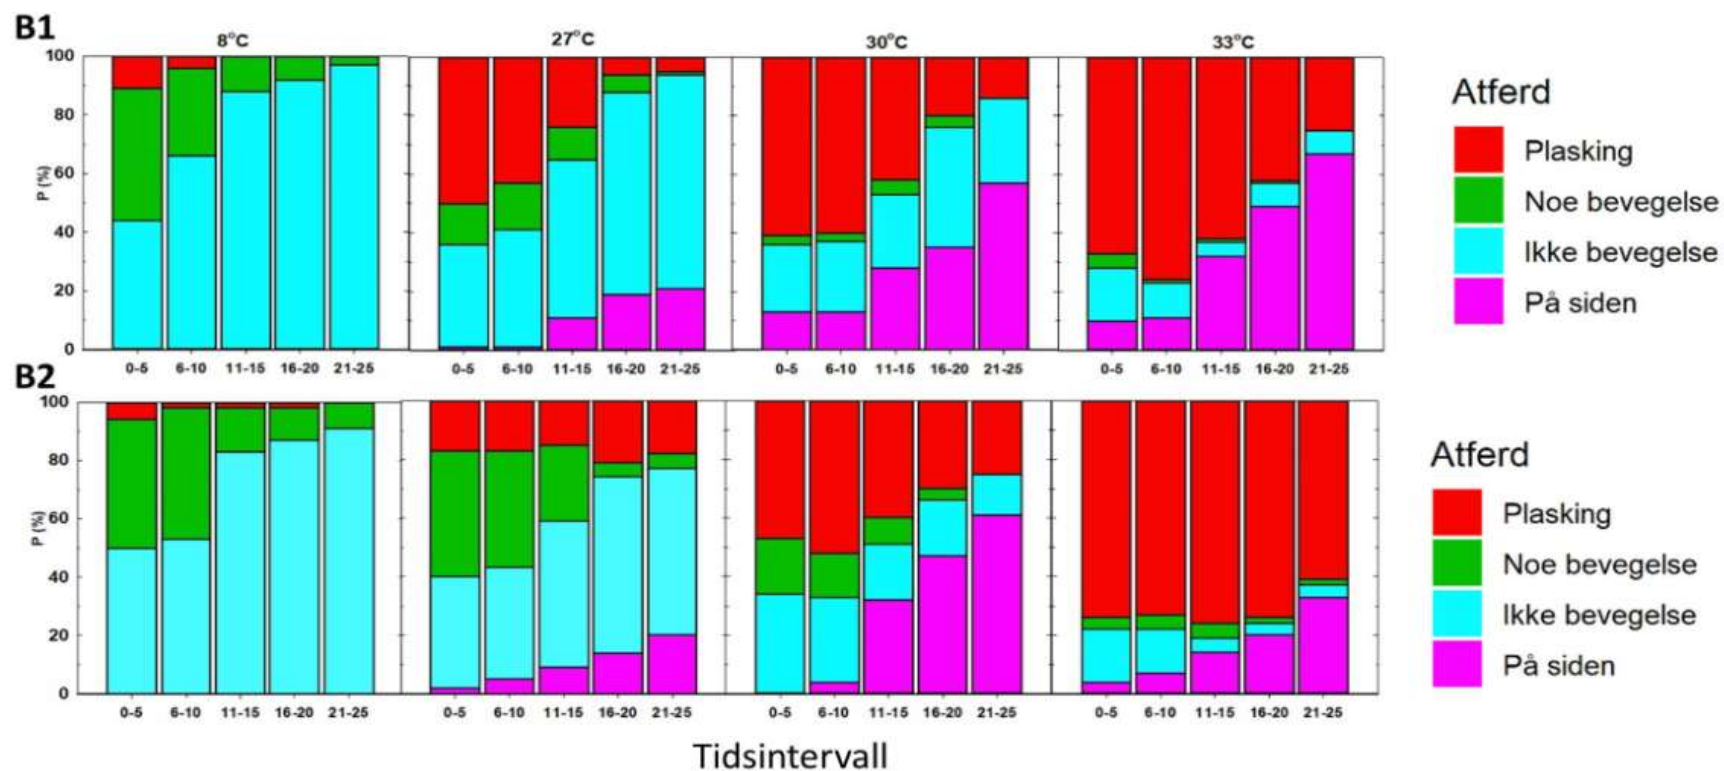 B1
8°C 27°C 30°C 33°C
100
80
60
40
20
0
P (%)
0-5 6-10 11-15 16-20 21-25 0-5 6-10 11-15 16-20 21-25 0-5 6-10 11-15 16-20 21-25 0-5 6-10 11-15 16-20 21-25
Atferd
Plasking
Noe bevegelse
Ikke bevegelse
På siden
B2
100
80
60
40
20
0
P (%)
0-5 6-10 11-15 16-20 21-25 0-5 6-10 11-15 16-20 21-25 0-5 6-10 11-15 16-20 21-25 0-5 6-10 11-15 16-20 21-25
Atferd
Plasking
Noe bevegelse
Ikke bevegelse
På siden
Tidsintervall